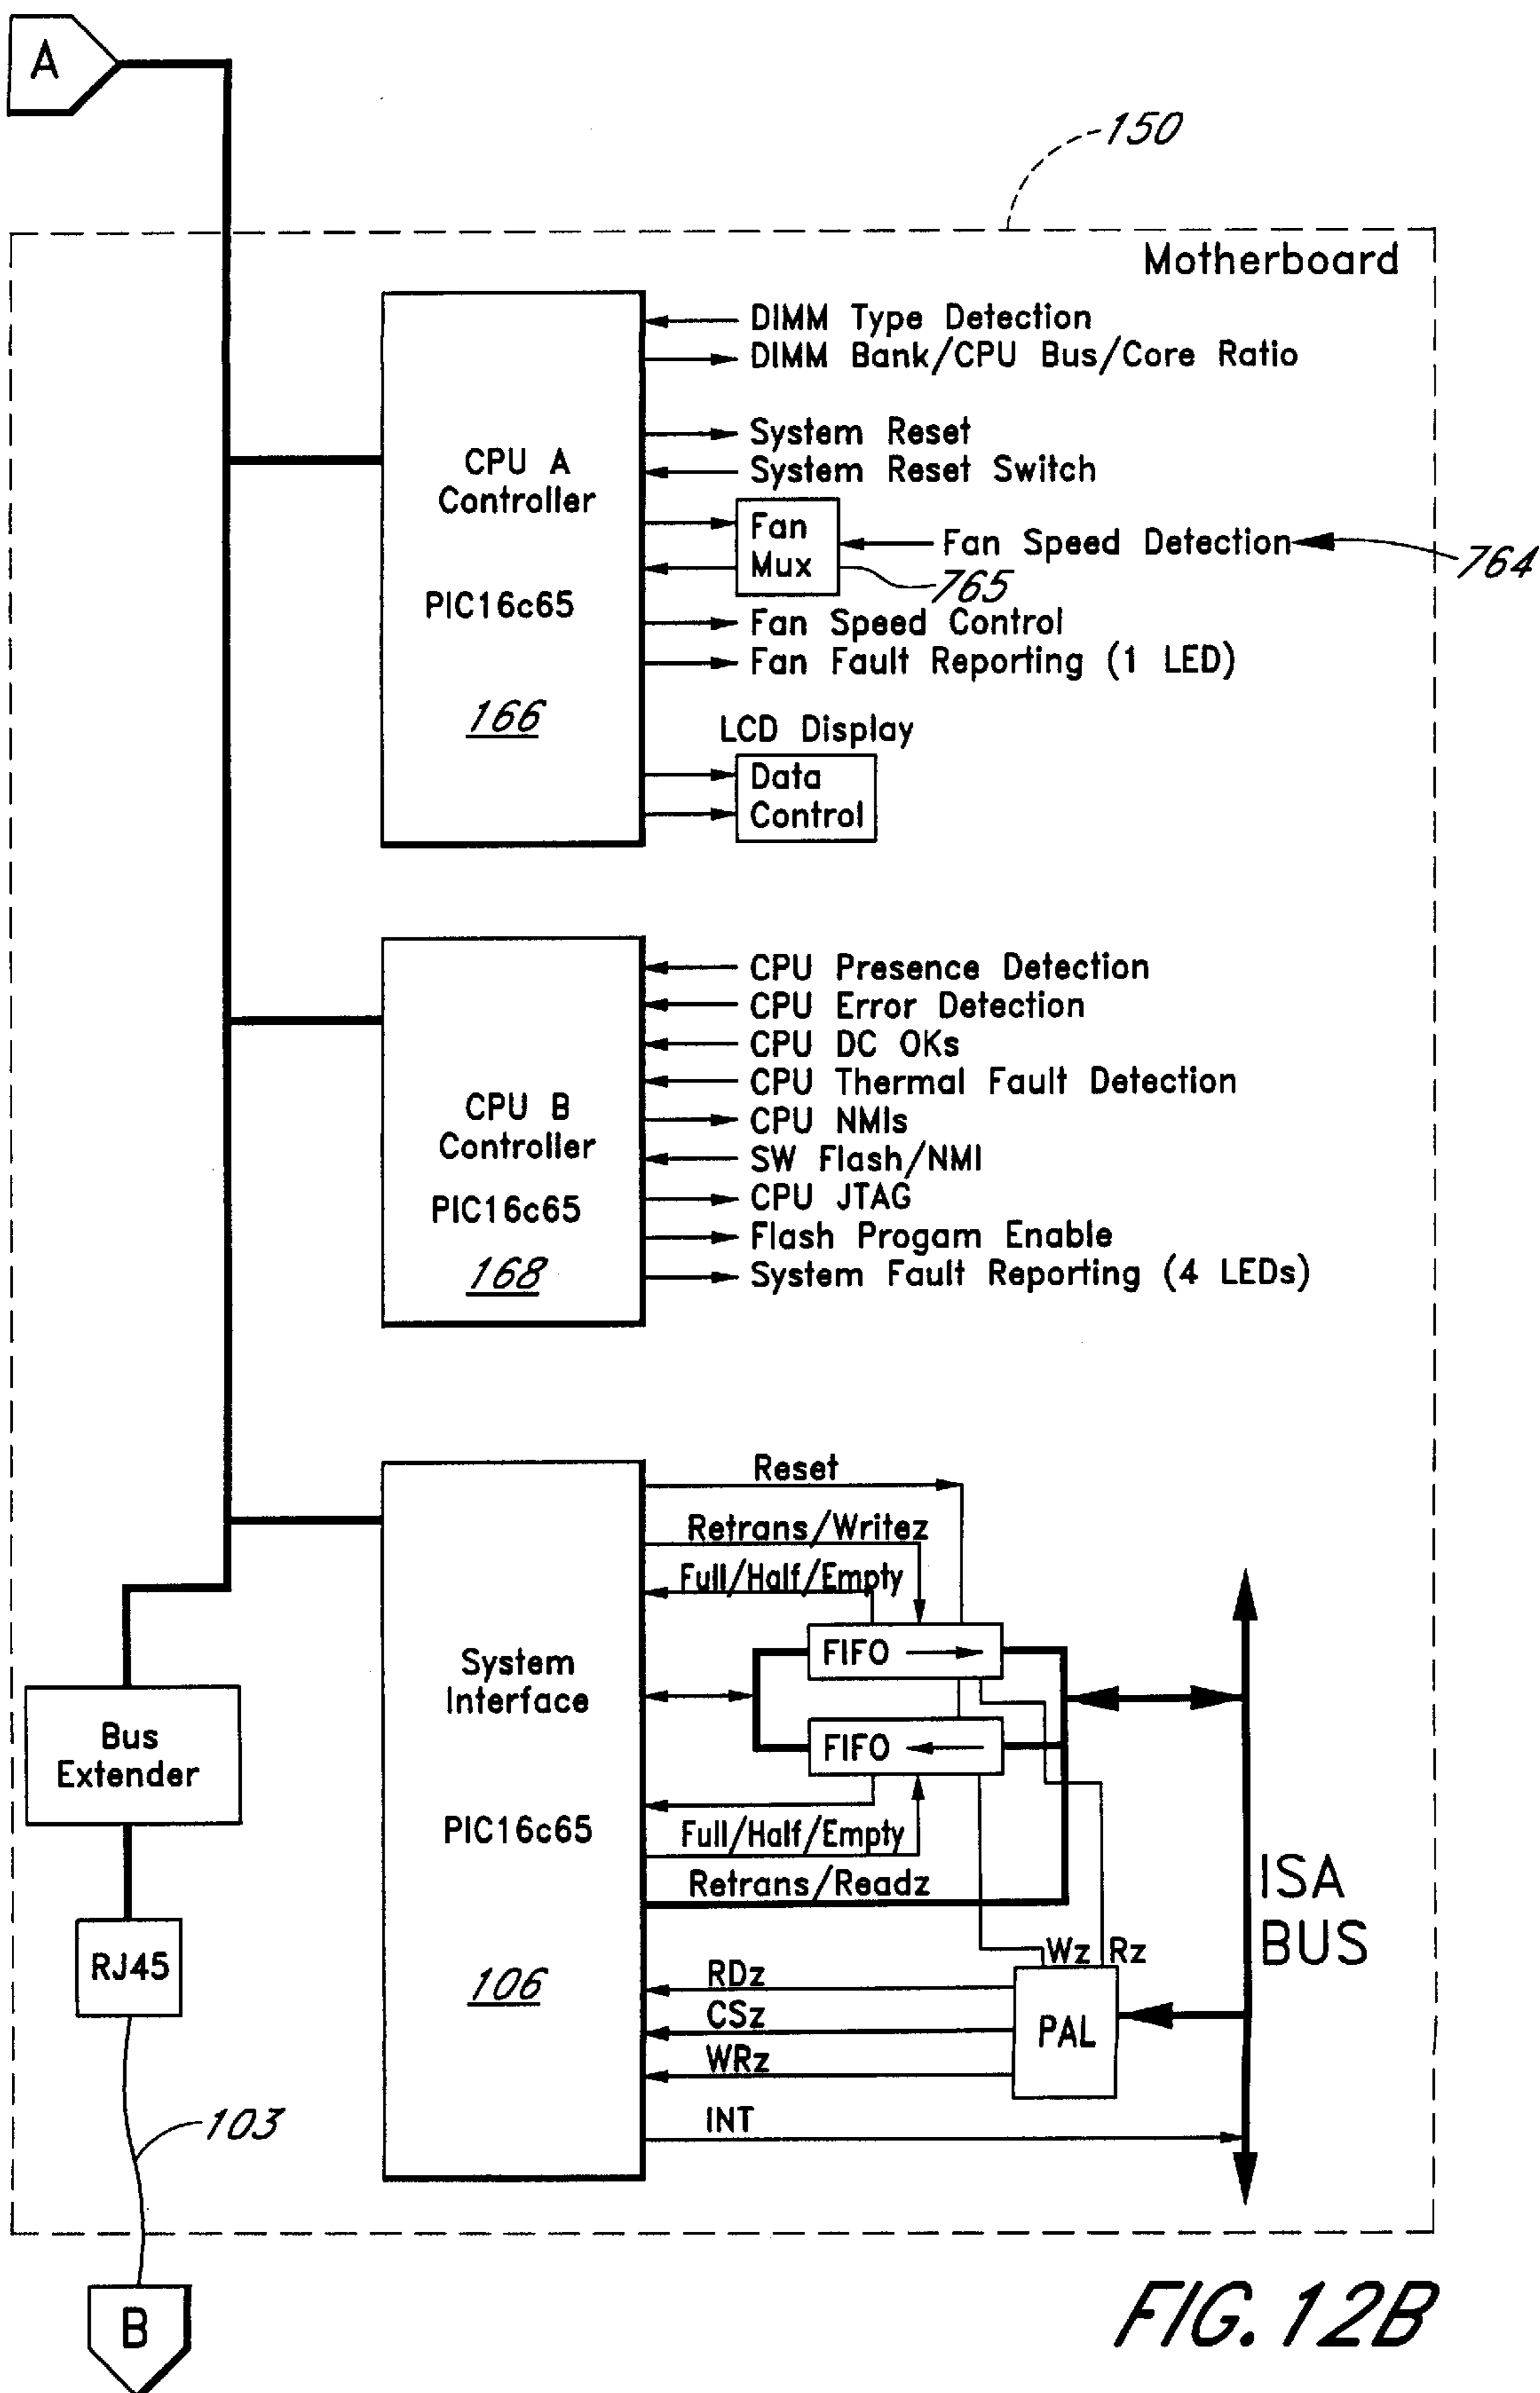 A
150
Motherboard
CPU A
Controller
PIC16c65
166
DIMM Type Detection
DIMM Bank/CPU Bus/Core Ratio
System Reset
System Reset Switch
Fan
Mux
Fan Speed Detection
764
765
Fan Speed Control
Fan Fault Reporting (1 LED)
LCD Display
Data
Control
CPU B
Controller
PIC16c65
168
CPU Presence Detection
CPU Error Detection
CPU DC OKs
CPU Thermal Fault Detection
CPU NMIs
SW Flash/NMI
CPU JTAG
Flash Progam Enable
System Fault Reporting (4 LEDs)
System
Interface
PIC16c65
106
Reset
Retrans/Writez
Full/Half/Empty
FIFO
FIFO
Full/Half/Empty
Retrans/Readz
Wz Rz
RDz
CSz
WRz
INT
PAL
ISA
BUS
Bus
Extender
RJ45
103
B
FIG. 12B